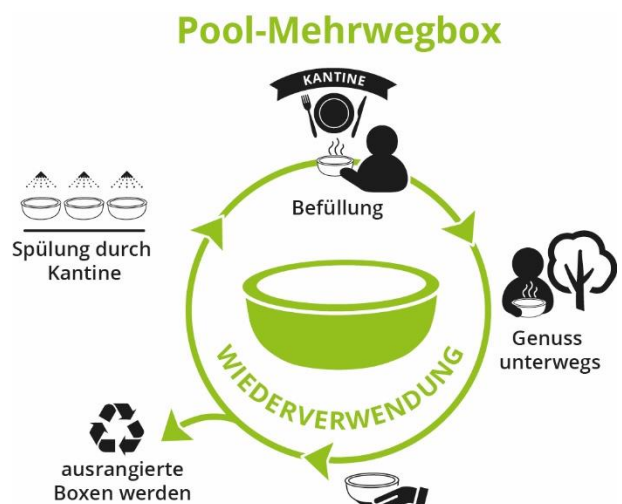 Pool-Mehrwegbox
KANTINE
Befüllung
Spülung durch
Kantine
Genuss
unterwegs
WIEDERVERWENDUNG
ausrangierte
Boxen werden